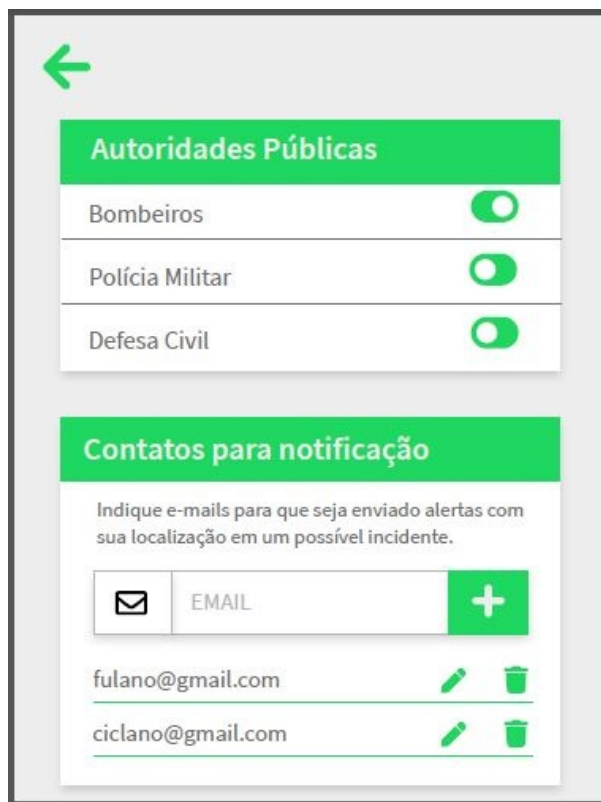 Autoridades Públicas
Bombeiros
Polícia Militar
Defesa Civil
Contatos para notificação
Indique e-mails para que seja enviado alertas com
sua localização em um possível incidente.
EMAIL
fulano@gmail.com
ciclano@gmail.com